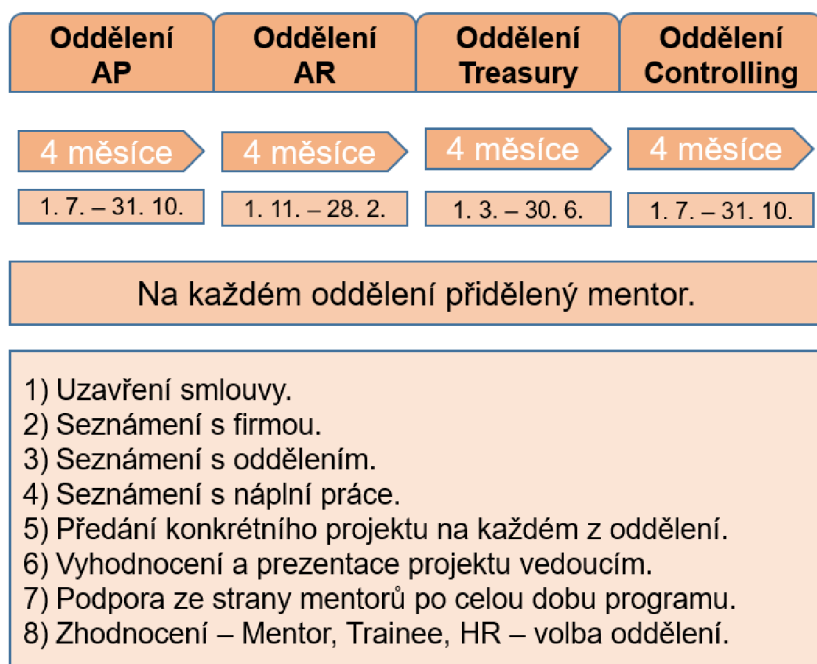 Oddělení
AP
Oddělení
AR
Oddělení
Treasury
Oddělení
Controlling
4 měsíce
4 měsíce
4 měsíce
4 měsíce
1. 7. – 31. 10.
1. 11. – 28. 2.
1. 3. – 30. 6.
1. 7. – 31. 10.
Na každém oddělení přidělený mentor.
1) Uzavření smlouvy.
2) Seznámení s firmou.
3) Seznámení s oddělením.
4) Seznámení s náplní práce.
5) Předání konkrétního projektu na každém z oddělení.
6) Vyhodnocení a prezentace projektu vedoucím.
7) Podpora ze strany mentorů po celou dobu programu.
8) Zhodnocení – Mentor, Trainee, HR – volba oddělení.